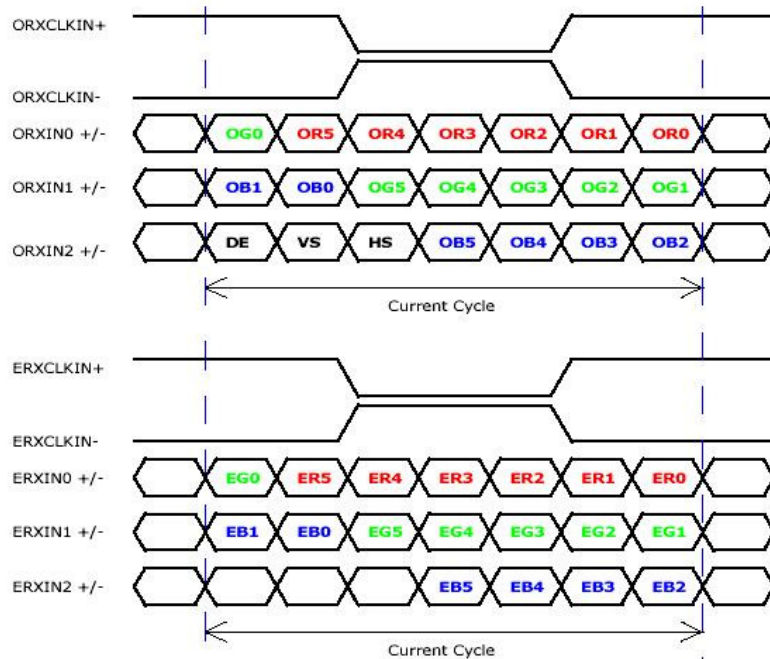 ORXCLKIN+
ORXCLKIN-
ORXIN0 +/- OG0 OR5 OR4 OR3 OR2 OR1 OR0
ORXIN1 +/- OB1 OB0 OG5 OG4 OG3 OG2 OG1
ORXIN2 +/- DE VS HS OB5 OB4 OB3 OB2
Current Cycle
ERXCLKIN+
ERXCLKIN-
ERXIN0 +/- EG0 ER5 ER4 ER3 ER2 ER1 ER0
ERXIN1 +/- EB1 EB0 EG5 EG4 EG3 EG2 EG1
ERXIN2 +/- EB5 EB4 EB3 EB2
Current Cycle